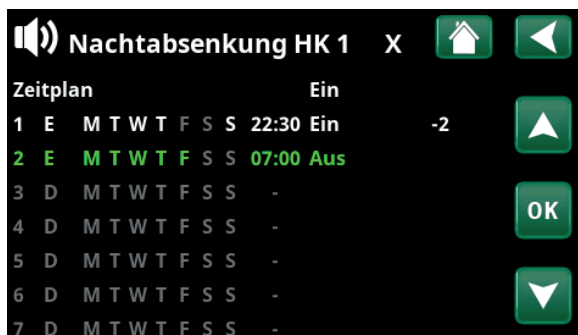 Nachtabsenkung HK 1 X
Zeitplan Ein
1 E M T W T F S S 22:30 Ein -2
2 E M T W T F S S 07:00 Aus
3 D M T W T F S S -
4 D M T W T F S S -
OK
5 D M T W T F S S -
6 D M T W T F S S -
7 D M T W T F S S -